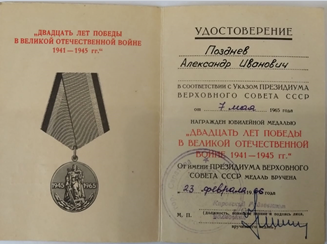 „ДВАДЦАТЬ ЛЕТ ПОБЕДЫ
В ВЕЛИКОЙ ОТЕЧЕСТВЕННОЙ ВОЙНЕ
1941—1945 гг.“
1945 1965
УДОСТОВЕРЕНИЕ
Позднев
Александр Иванович
В СООТВЕТСТВИИ С УКАЗОМ ПРЕЗИДИУМА
ВЕРХОВНОГО СОВЕТА СССР
от 7 мая 1965 года
НАГРАЖДЕН ЮБИЛЕЙНОЙ МЕДАЛЬЮ
„ДВАДЦАТЬ ЛЕТ ПОБЕДЫ
В ВЕЛИКОЙ ОТЕЧЕСТВЕННОЙ
ВОЙНЕ 1941—1945 гг.“
ОТ ИМЕНИ ПРЕЗИДИУМА ВЕРХОВНОГО
СОВЕТА СССР МЕДАЛЬ ВРУЧЕНА
23 февраля 1966
М. П.